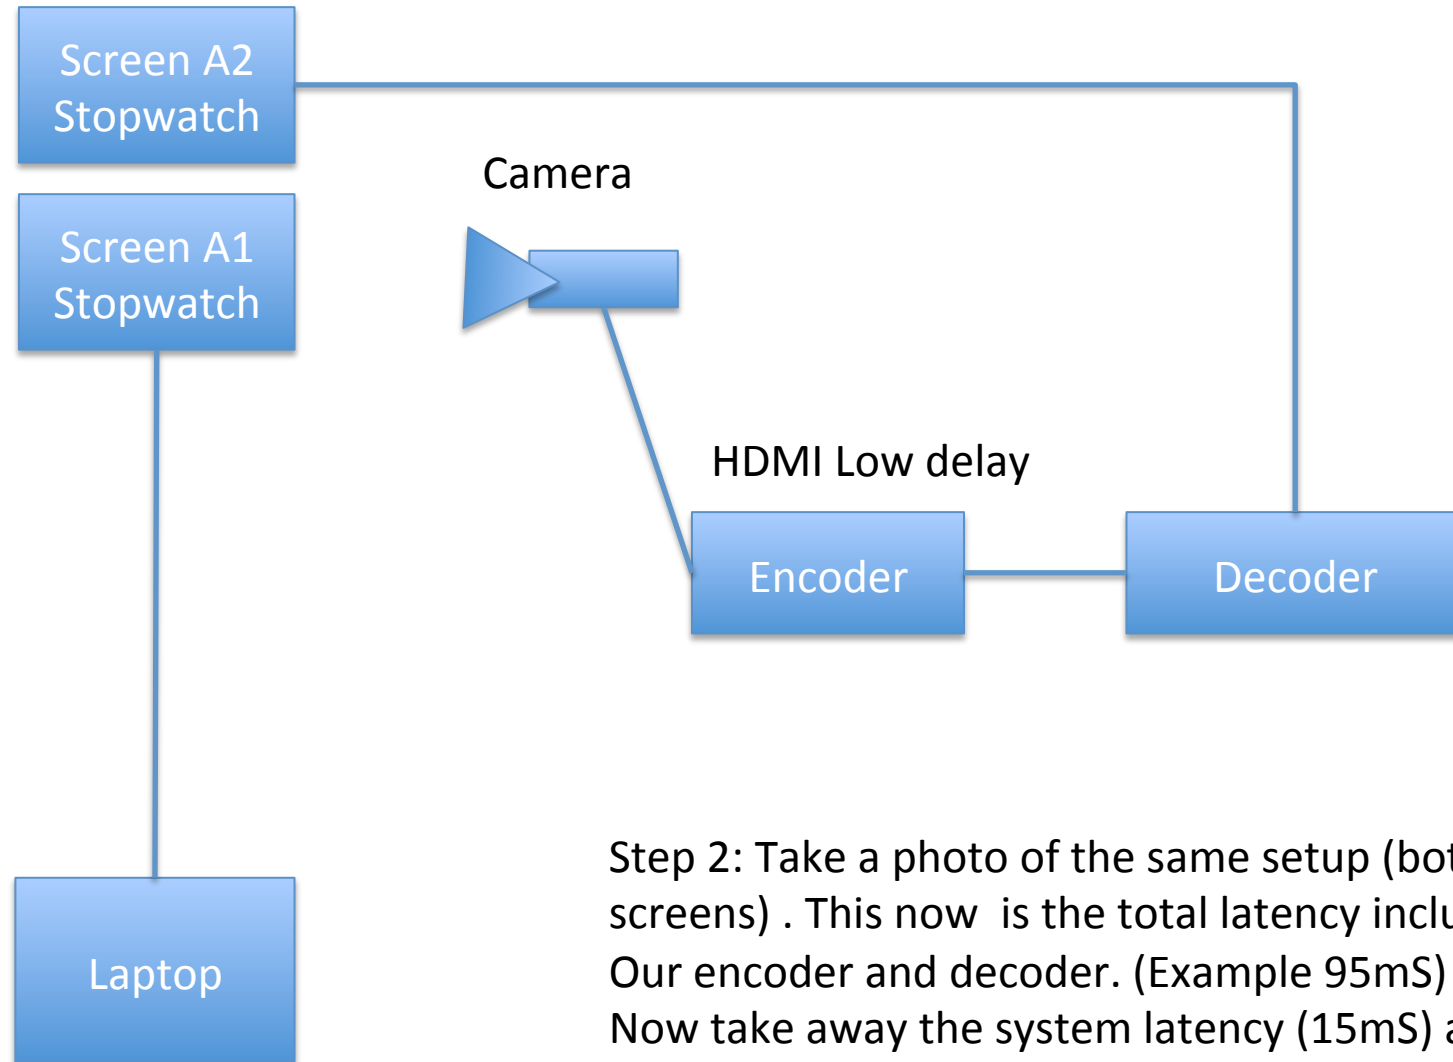 Screen A2
Stopwatch
Camera
Screen A1
Stopwatch
HDMI Low delay
Encoder
Decoder
Laptop
Step 2: Take a photo of the same setup (bot
screens) . This now  is the total latency inclu
Our encoder and decoder. (Example 95mS)
Now take away the system latency (15mS) a